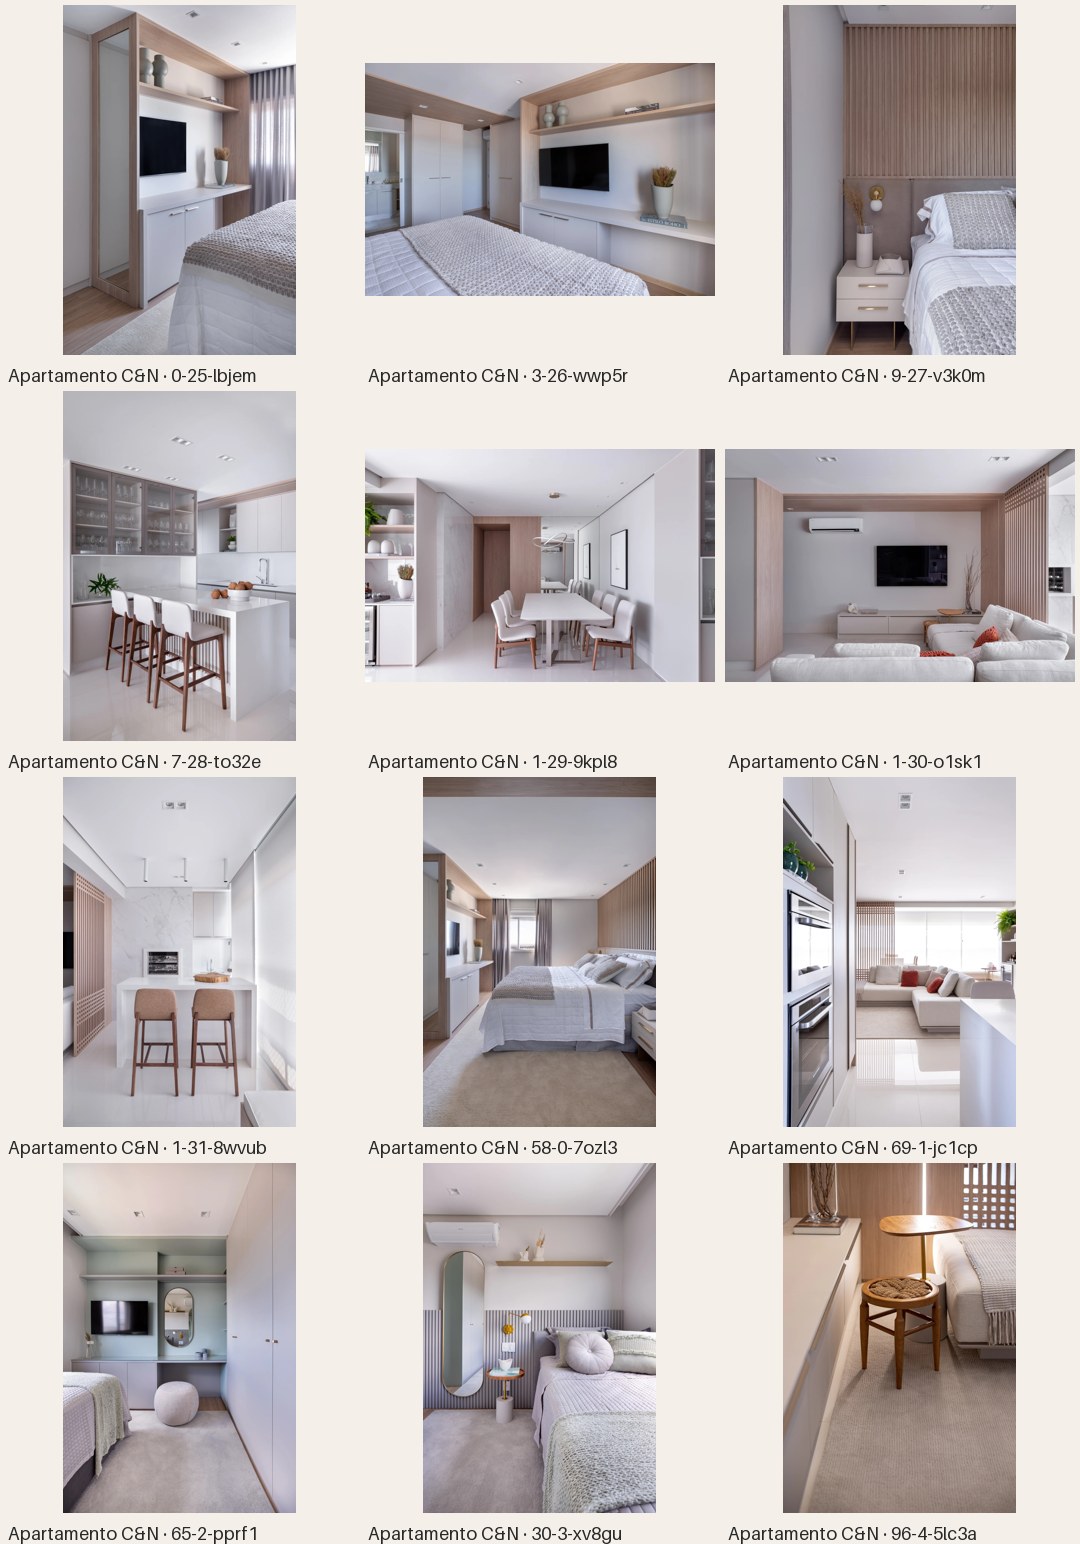 Apartamento C&N · 0-25-lbjem
Apartamento C&N · 3-26-wwp5r
Apartamento C&N · 9-27-v3k0m
Apartamento C&N · 7-28-to32e
Apartamento C&N · 1-29-9kpl8
Apartamento C&N · 1-30-o1sk1
Apartamento C&N · 1-31-8wvub
Apartamento C&N · 58-0-7ozl3
Apartamento C&N · 69-1-jc1cp
Apartamento C&N · 65-2-pprf1
Apartamento C&N · 30-3-xv8gu
Apartamento C&N · 96-4-5lc3a